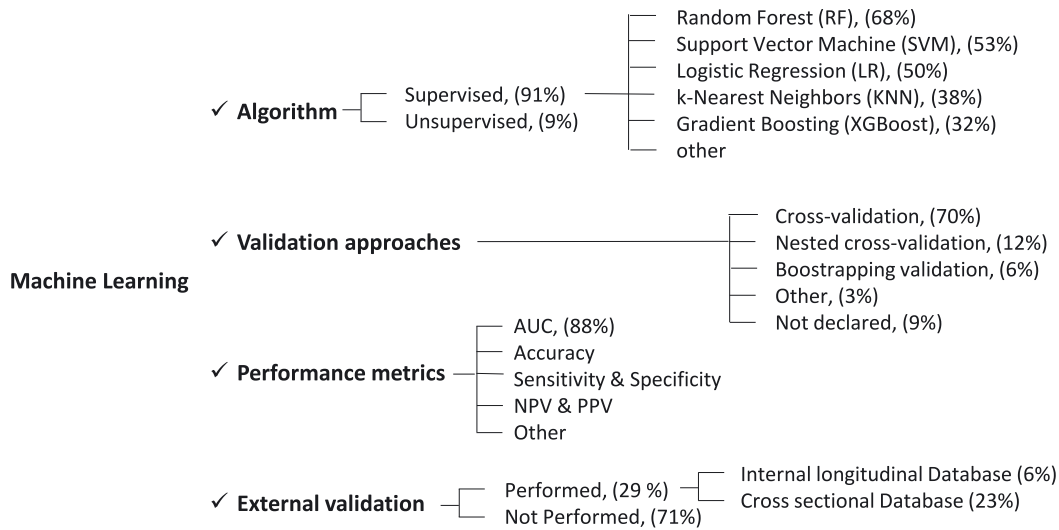 Machine Learning
✓ Algorithm
Supervised, (91%)
Unsupervised, (9%)
Random Forest (RF), (68%)
Support Vector Machine (SVM), (53%)
Logistic Regression (LR), (50%)
k-Nearest Neighbors (KNN), (38%)
Gradient Boosting (XGBoost), (32%)
other
✓ Validation approaches
Cross-validation, (70%)
Nested cross-validation, (12%)
Boostrapping validation, (6%)
Other, (3%)
Not declared, (9%)
✓ Performance metrics
AUC, (88%)
Accuracy
Sensitivity & Specificity
NPV & PPV
Other
✓ External validation
Performed, (29 %)
Not Performed, (71%)
Internal longitudinal Database (6%)
Cross sectional Database (23%)